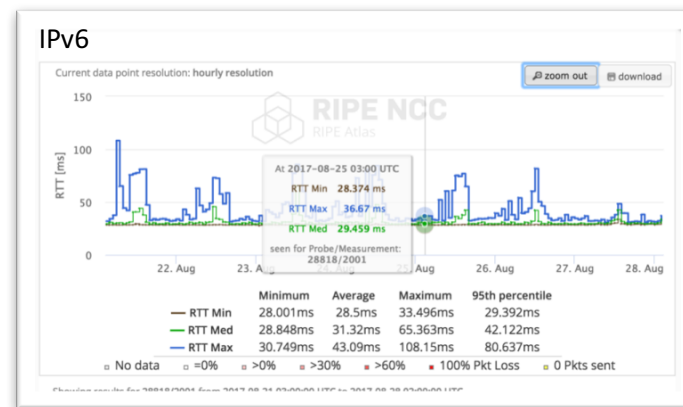 IPv6
Current data point resolution: hourly resolution
zoom out
download
RIPE NCC
RIPE Atlas
150
100
50
0
RTT [ms]
At 2017-08-25 03:00 UTC
RTT Min 28.374 ms
RTT Max 36.67 ms
RTT Med 29.459 ms
seen for Probe/Measurement:
28818/2001
22. Aug 23. Aug 24. Aug 25. Aug 26. Aug 27. Aug 28. Aug
Minimum Average Maximum 95th percentile
RTT Min 28.001ms 28.5ms 33.496ms 29.392ms
RTT Med 28.848ms 31.32ms 65.363ms 42.122ms
RTT Max 30.749ms 43.09ms 108.15ms 80.637ms
No data =0% >0% >30% >60% 100% Pkt Loss 0 Pkts sent